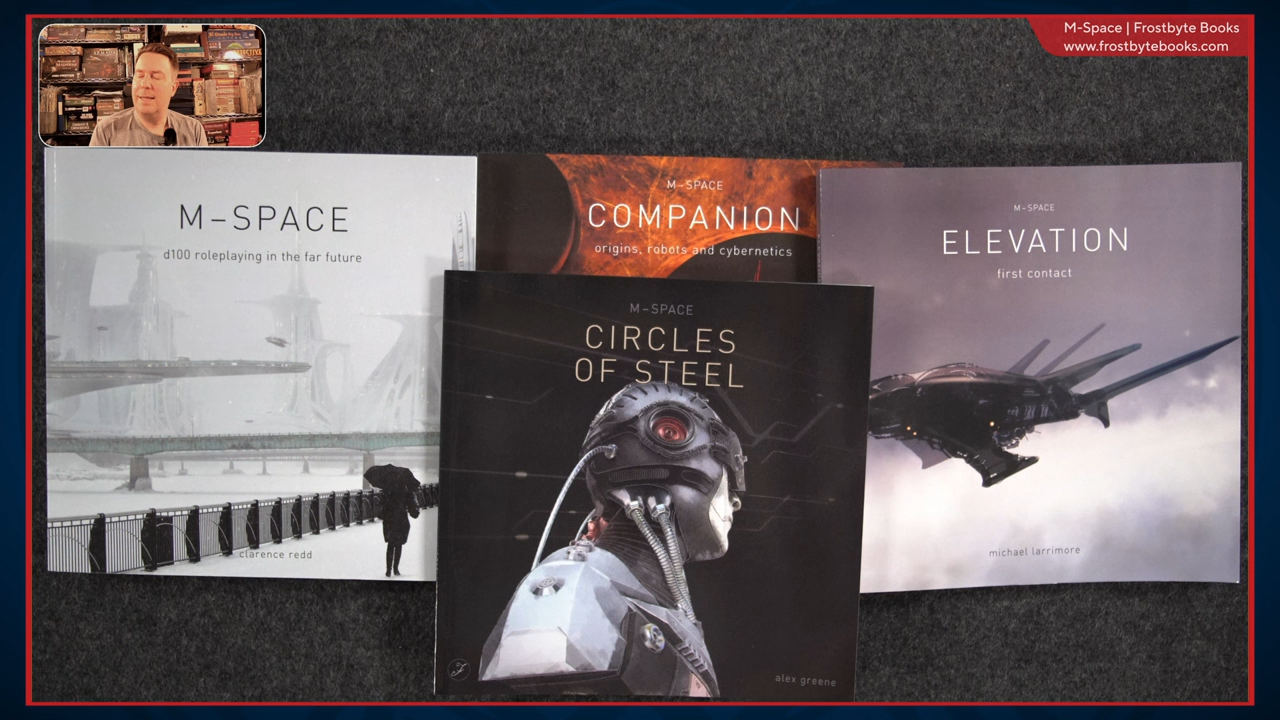 M-Space | Frostbyte Books
www.frostbytebooks.com
M–SPACE
d100 roleplaying in the far future
clarence redd
M–SPACE
COMPANION
origins, robots and cybernetics
M–SPACE
ELEVATION
first contact
michael larrimore
M–SPACE
CIRCLES
OF STEEL
alex greene